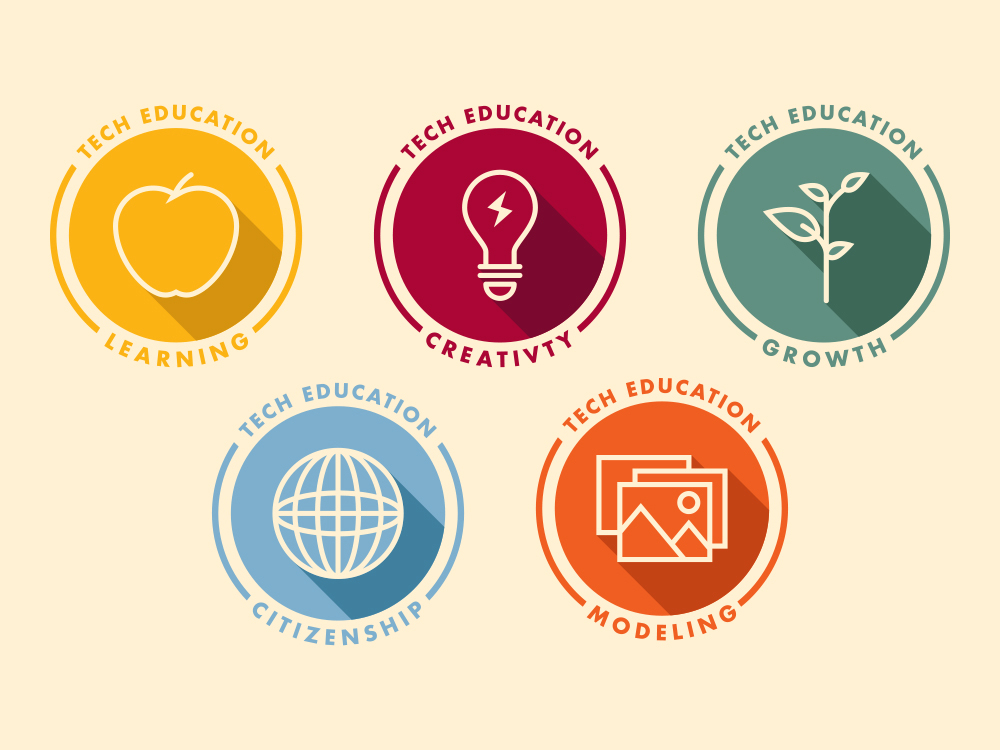 TECH EDUCATION
LEARNING
TECH EDUCATION
CREATIVTY
TECH EDUCATION
GROWTH
TECH EDUCATION
CITIZENSHIP
TECH EDUCATION
MODELING